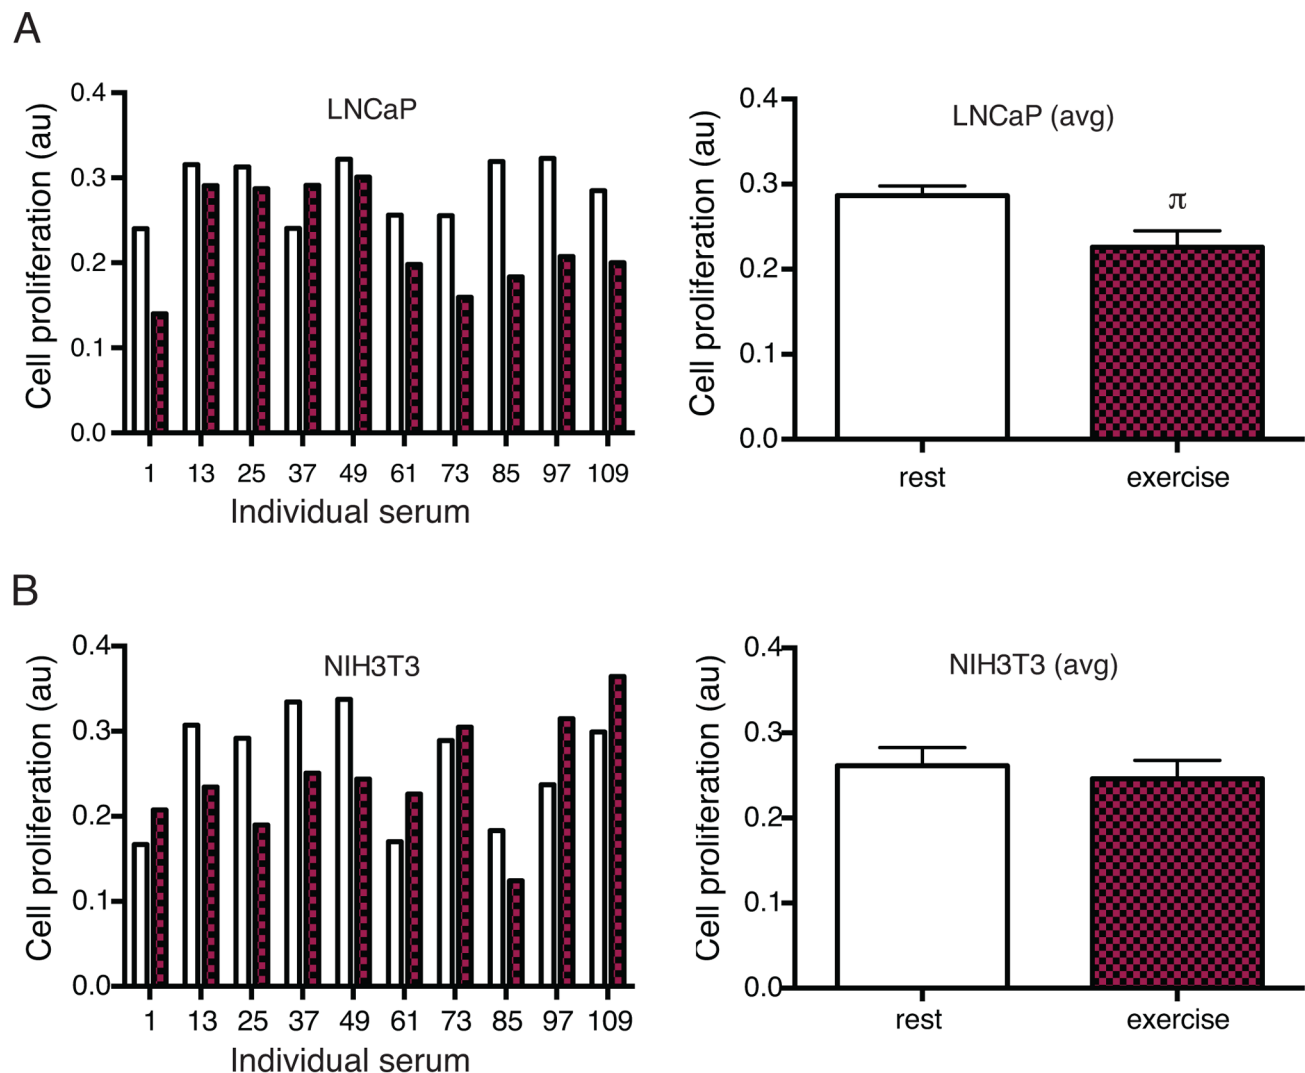 A
LNCaP
Cell proliferation (au)
0.4
0.3
0.2
0.1
0.0
1 13 25 37 49 61 73 85 97 109
Individual serum
LNCaP (avg)
Cell proliferation (au)
0.4
0.3
0.2
0.1
0.0
π
rest exercise
B
NIH3T3
Cell proliferation (au)
0.4
0.3
0.2
0.1
0.0
1 13 25 37 49 61 73 85 97 109
Individual serum
NIH3T3 (avg)
Cell proliferation (au)
0.4
0.3
0.2
0.1
0.0
rest exercise